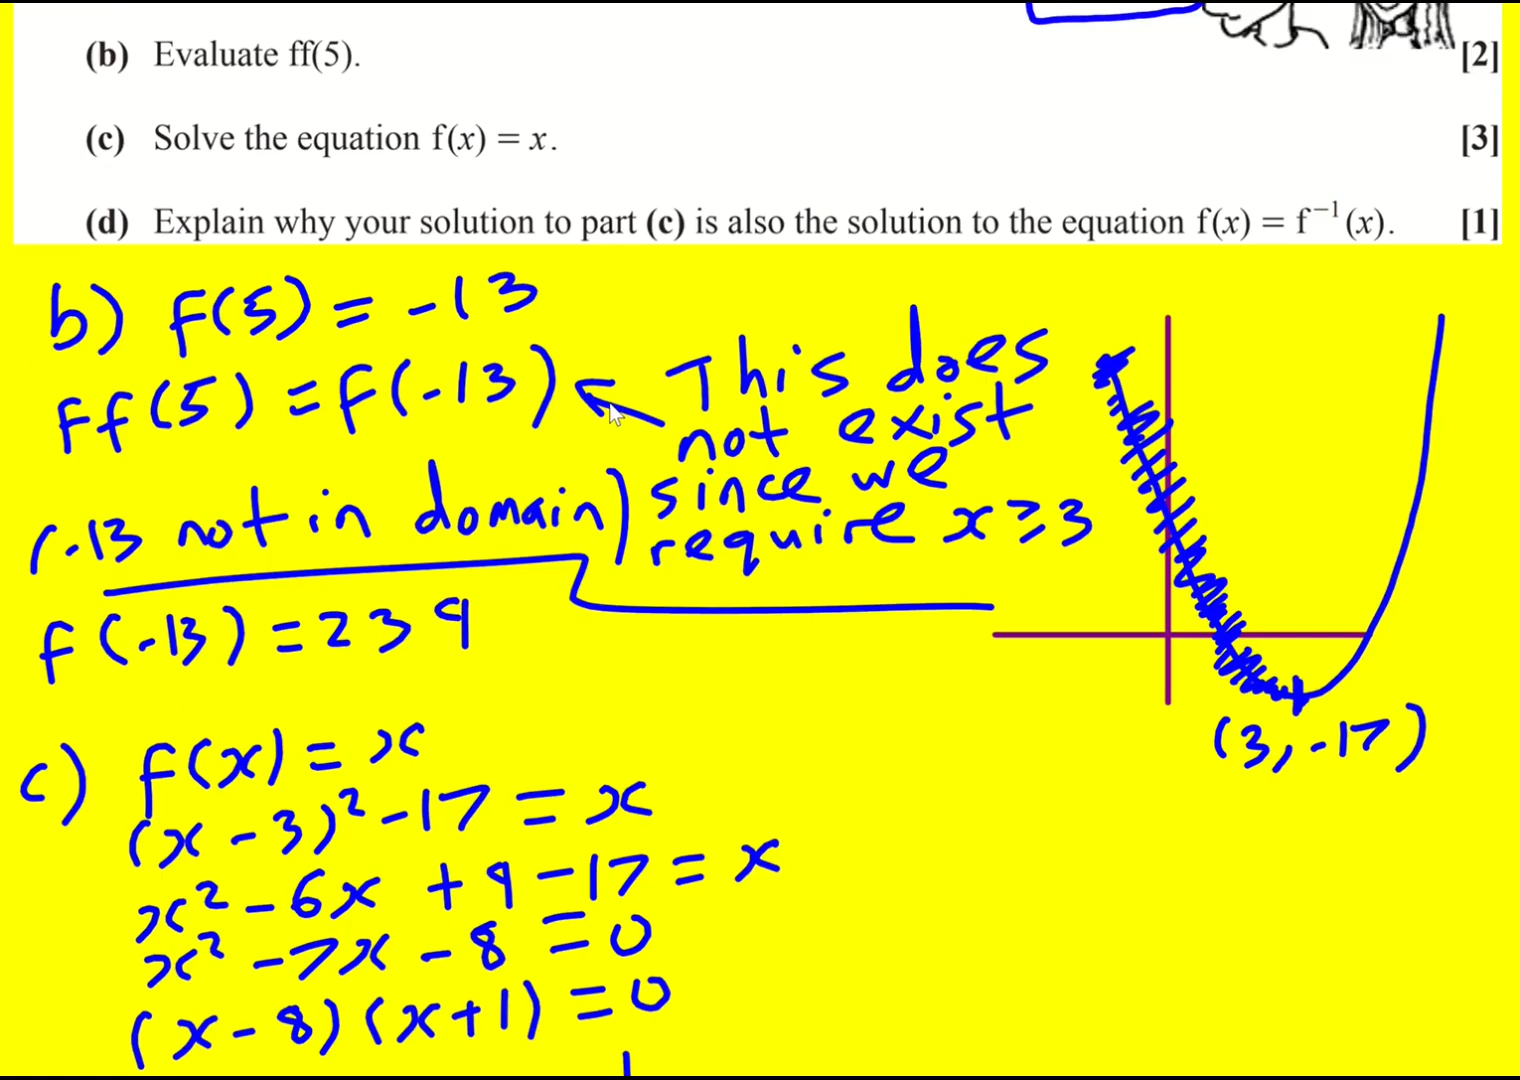 (b) Evaluate ff(5). [2]
(c) Solve the equation f(x) = x. [3]
(d) Explain why your solution to part (c) is also the solution to the equation f(x) = f⁻¹(x). [1]
b) f(5) = -13
ff(5) = f(-13)
(-13 not in domain)
This does
not exist
since we
require x ≥ 3
f(-13) = 239
(3, -17)
c) f(x) = x
(x - 3)² - 17 = x
x² - 6x + 9 - 17 = x
x² - 7x - 8 = 0
(x - 8)(x + 1) = 0